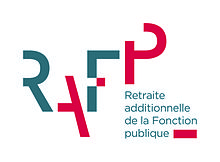 RAFP
Retraite
additionnelle
de la Fonction
publique